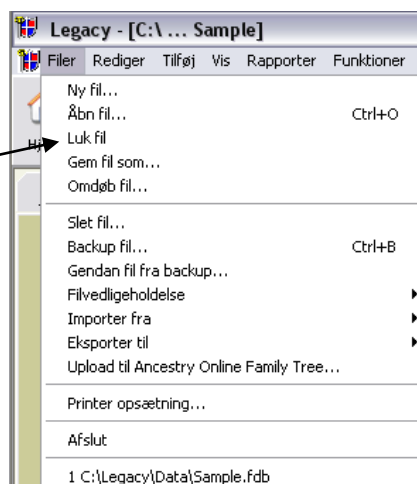 Legacy - [C:\ ... Sample]
Filer Rediger Tilføj Vis Rapporter Funktioner
Ny fil...
Åbn fil... Ctrl+O
Luk fil
Gem fil som...
Omdøb fil...
Slet fil...
Backup fil... Ctrl+B
Gendan fil fra backup...
Filvedligeholdelse
Importer fra
Eksporter til
Upload til Ancestry Online Family Tree...
Printer opsætning...
Afslut
1 C:\Legacy\Data\Sample.fdb